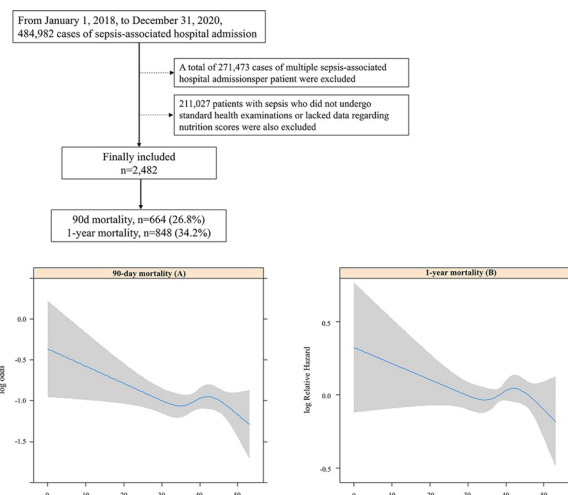 From January 1, 2018, to December 31, 2020,
484,982 cases of sepsis-associated hospital admission
A total of 271,473 cases of multiple sepsis-associated
hospital admissionsper patient were excluded
211,027 patients with sepsis who did not undergo
standard health examinations or lacked data regarding
nutrition scores were also excluded
Finally included
n=2,482
90d mortality, n=664 (26.8%)
1-year mortality, n=848 (34.2%)
90-day mortality (A)
0.0
-0.5
-1.0
-1.5
log odds
0 10 20 30 40 50
1-year mortality (B)
0.5
0.0
-0.5
log Relative Hazard
0 10 20 30 40 50